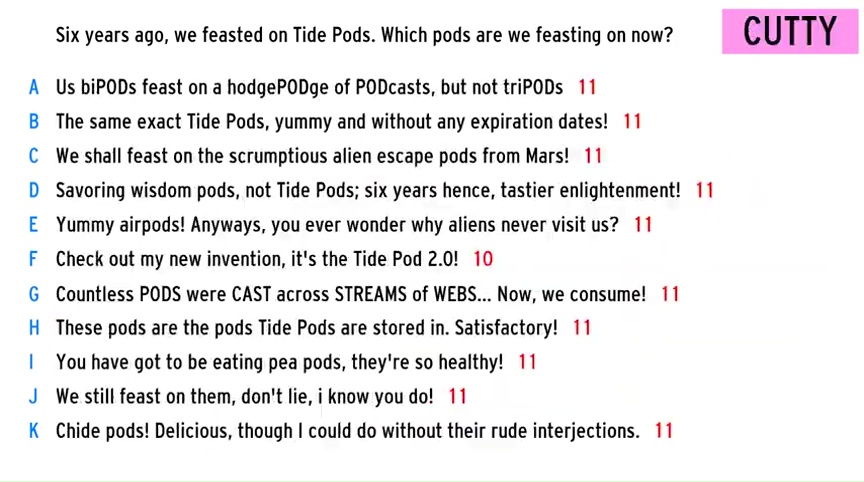 Six years ago, we feasted on Tide Pods. Which pods are we feasting on now?
CUTTY
A Us biPODs feast on a hodgePODge of PODcasts, but not triPODs 11
B The same exact Tide Pods, yummy and without any expiration dates! 11
C We shall feast on the scrumptious alien escape pods from Mars! 11
D Savoring wisdom pods, not Tide Pods; six years hence, tastier enlightenment! 11
E Yummy airpods! Anyways, you ever wonder why aliens never visit us? 11
F Check out my new invention, it's the Tide Pod 2.0! 10
G Countless PODS were CAST across STREAMS of WEBS... Now, we consume! 11
H These pods are the pods Tide Pods are stored in. Satisfactory! 11
I You have got to be eating pea pods, they're so healthy! 11
J We still feast on them, don't lie, i know you do! 11
K Chide pods! Delicious, though I could do without their rude interjections. 11